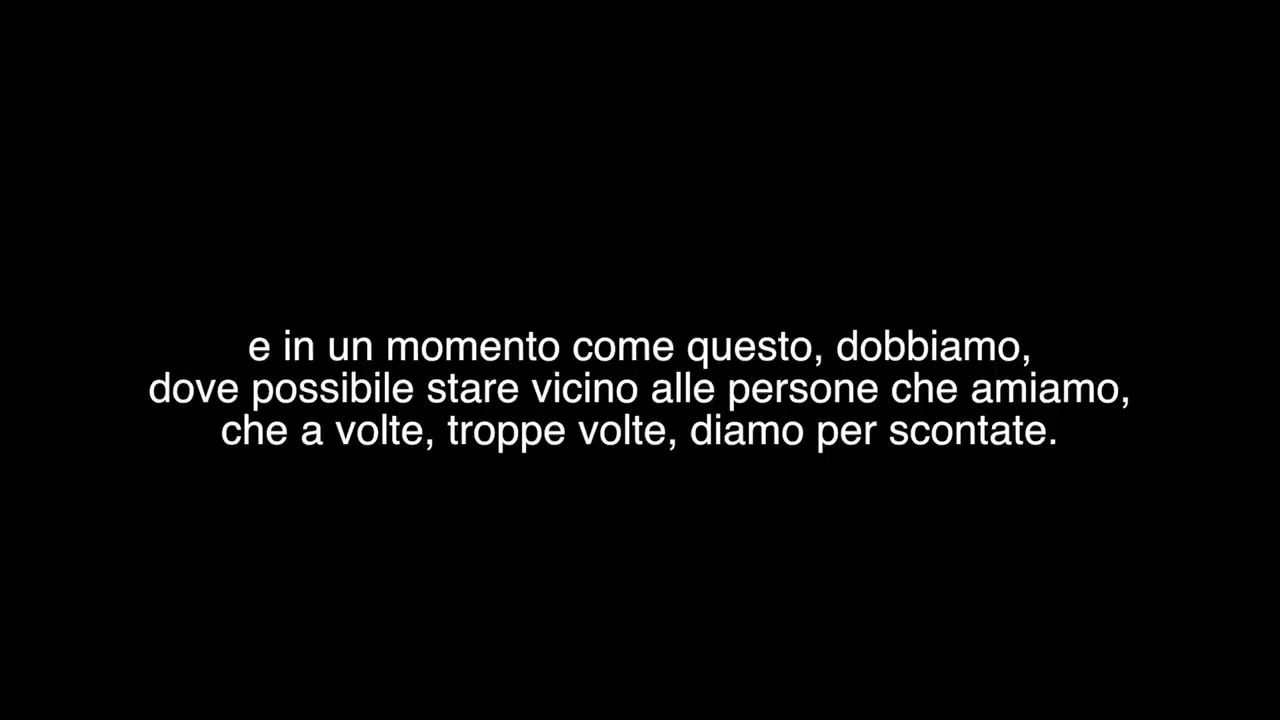 e in un momento come questo, dobbiamo,
dove possibile stare vicino alle persone che amiamo,
che a volte, troppe volte, diamo per scontate.